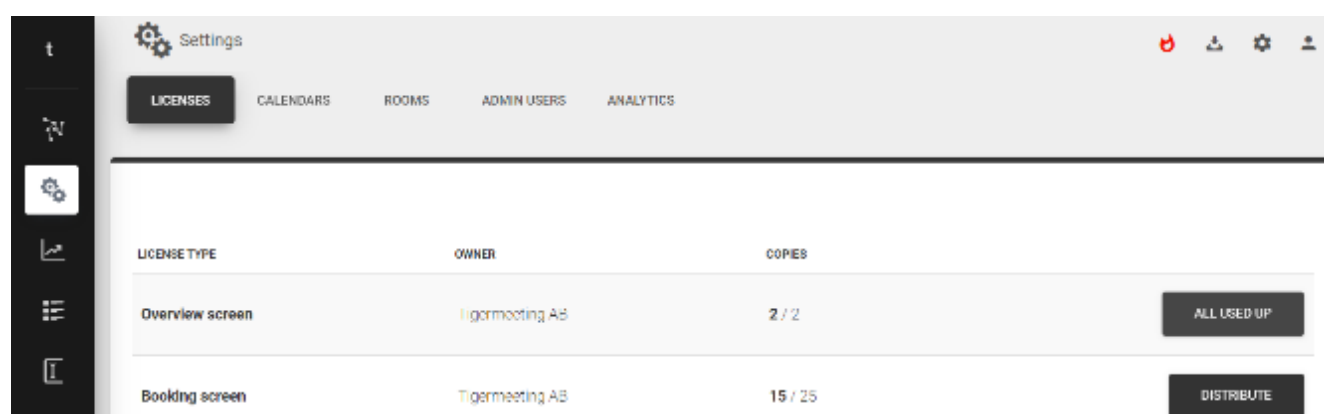 t
Settings
LICENSES CALENDARS ROOMS ADMIN USERS ANALYTICS
LICENSE TYPE OWNER COPIES
Overview screen Tigermeeting AB 2 / 2 ALL USED UP
Booking screen Tigermeeting AB 15 / 25 DISTRIBUTE